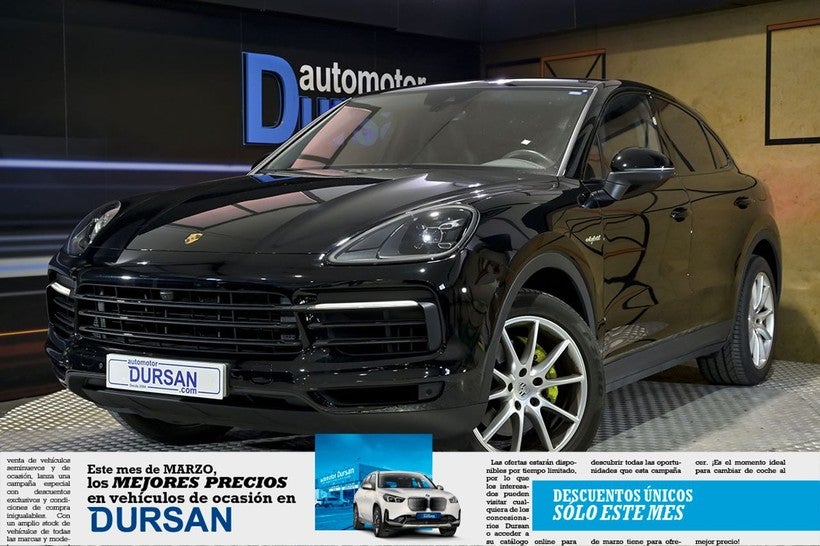 automotor
Dursan
e-hybrid
automotor
DURSAN
Desde 1994
.com
venta de vehículos
seminuevos y de
ocasión, lanza una
campaña especial
con descuentos
exclusivos y condi-
ciones de compra
inigualables. Con
un amplio stock de
vehículos de todas
las marcas y mode-
Este mes de MARZO,
los MEJORES PRECIOS
en vehículos de ocasión en
DURSAN
automotor Dursan
Las ofertas estarán dispo-
nibles por tiempo limitado,
por lo que
los interesa-
dos pueden
visitar cual-
quiera de los
concesiona-
rios Dursan
o acceder a
su catálogo online para
descubrir todas las oportu-
nidades que esta campaña
de marzo tiene para ofre-
cer. ¡Es el momento ideal
para cambiar de coche al
mejor precio!
DESCUENTOS ÚNICOS
SÓLO ESTE MES